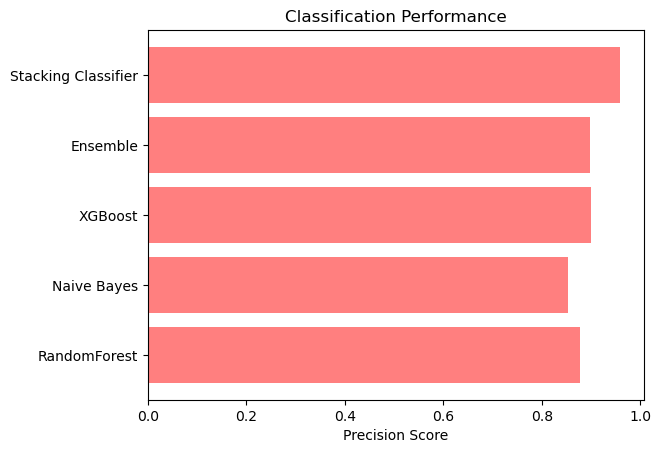 Classification Performance
Stacking Classifier
Ensemble
XGBoost
Naive Bayes
RandomForest
0.0 0.2 0.4 0.6 0.8 1.0
Precision Score